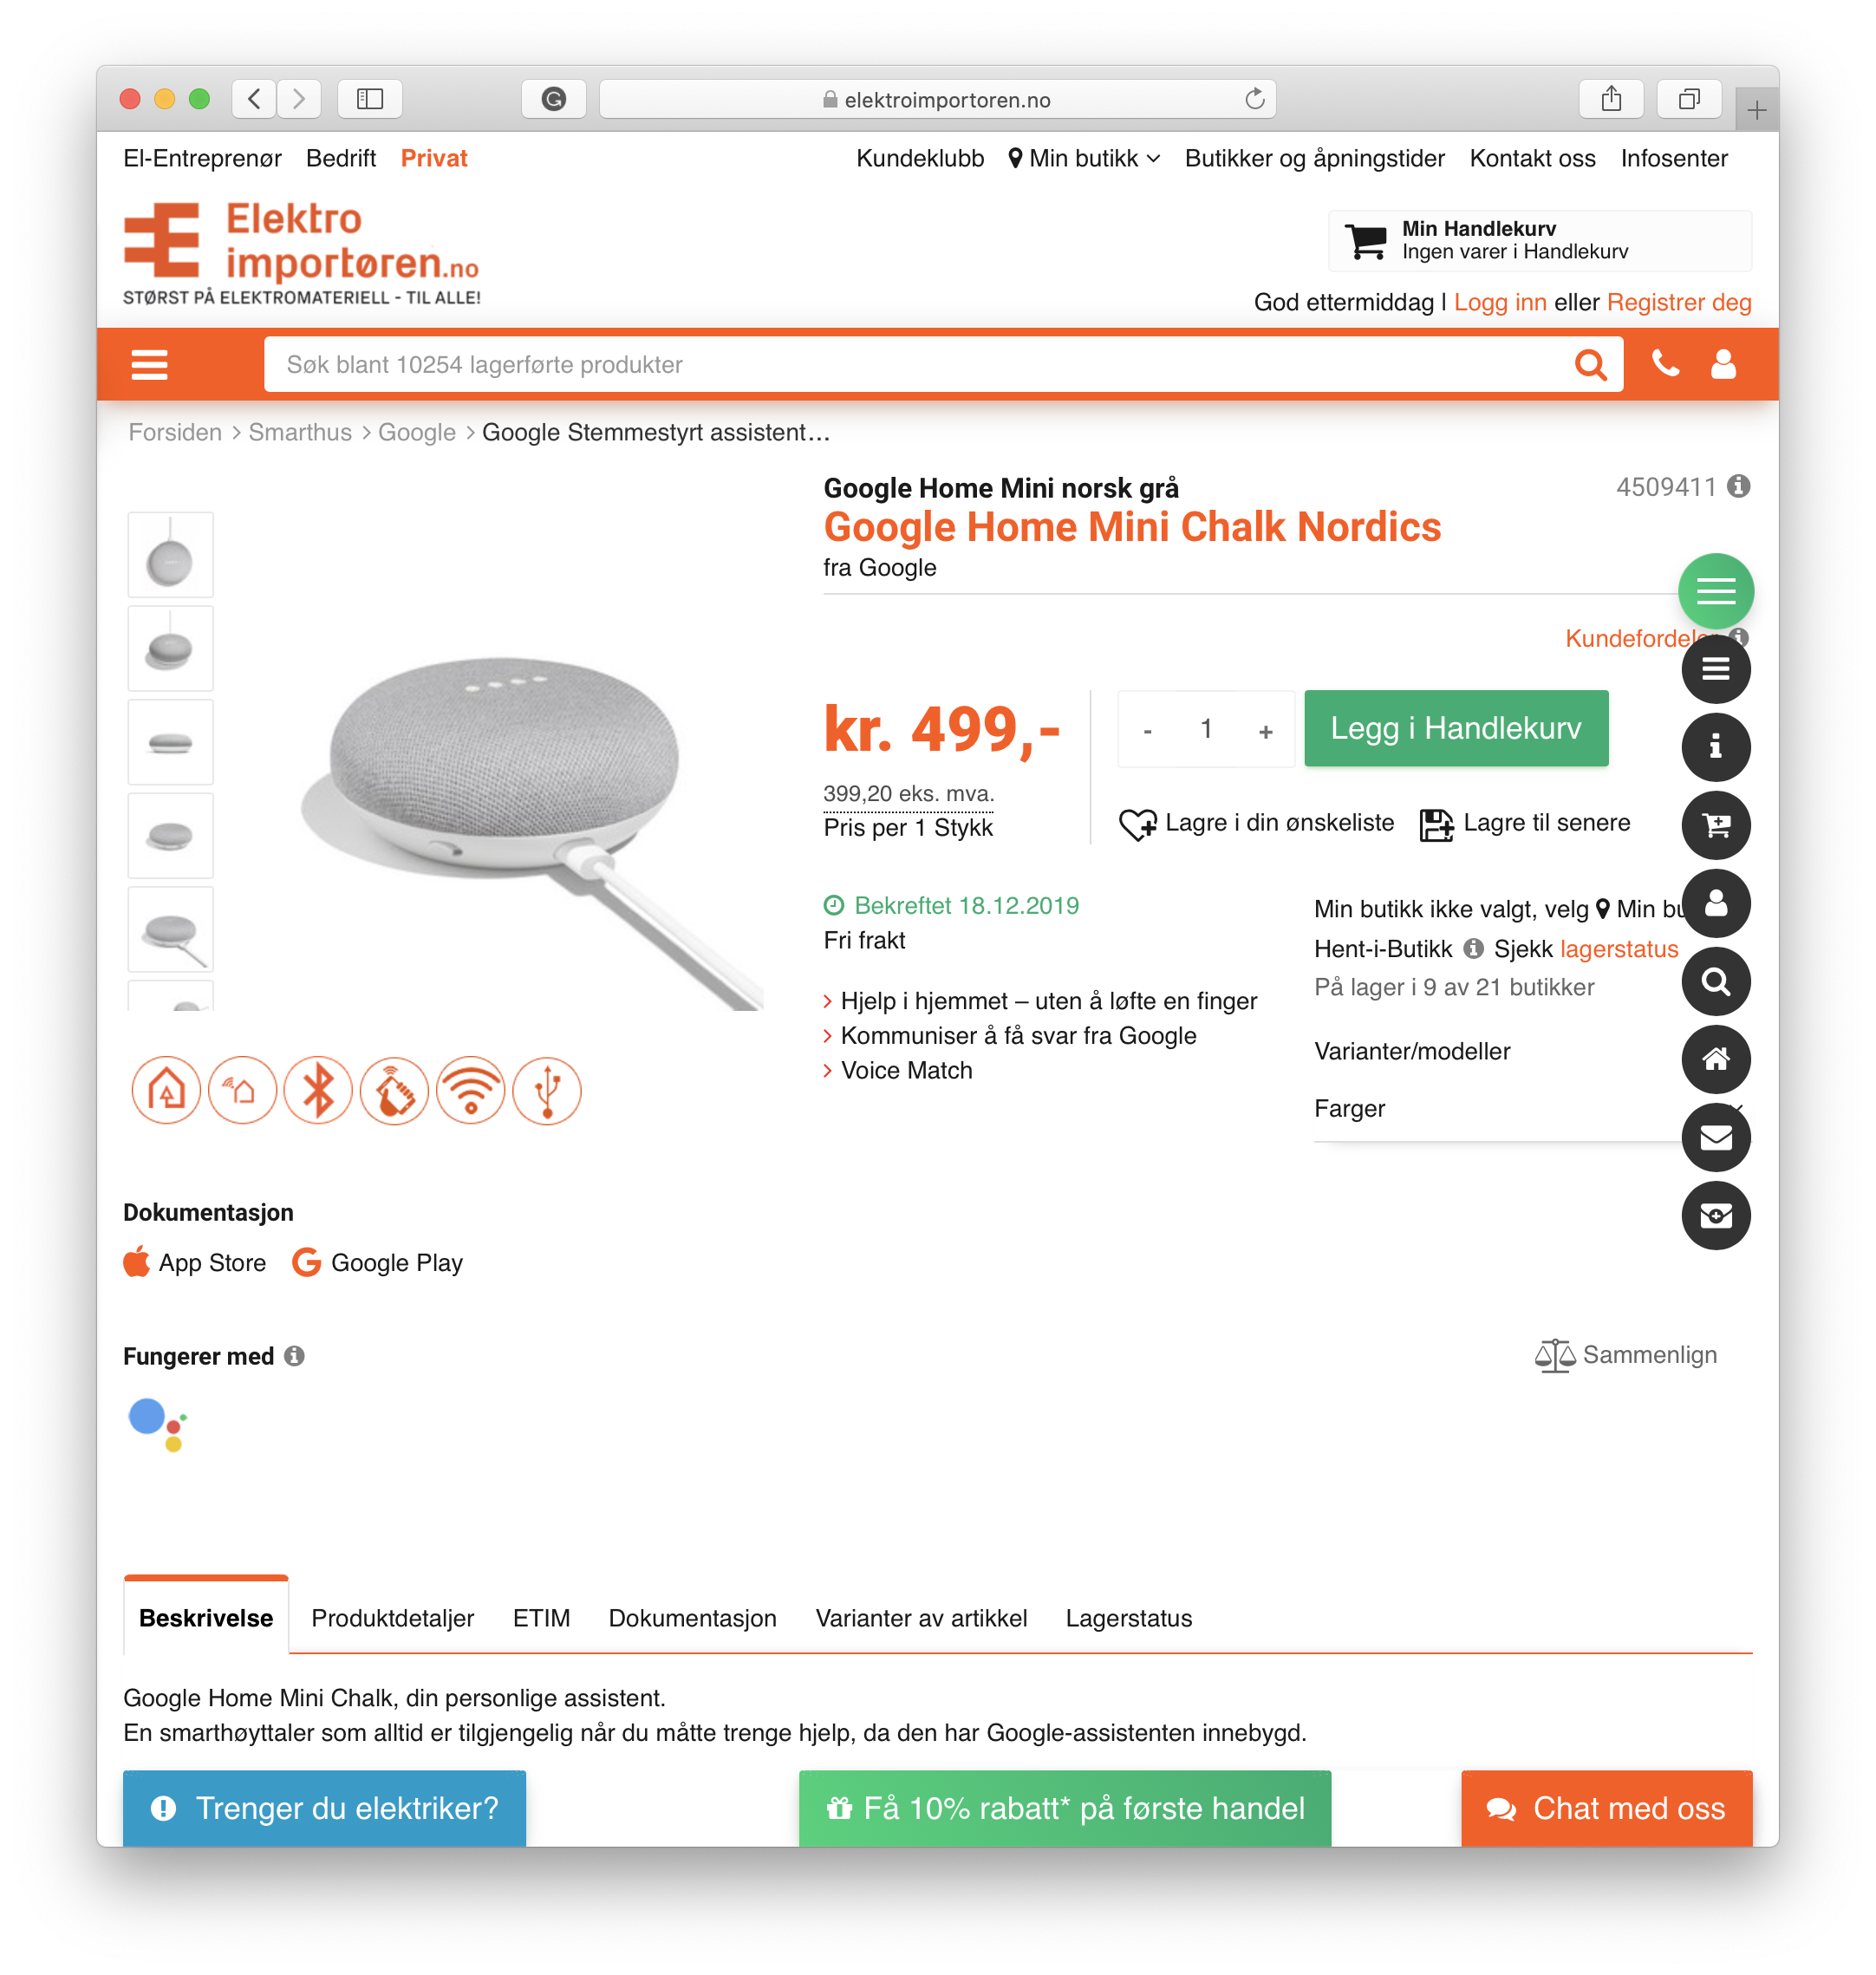 elektroimportoren.no
El-Entreprenør Bedrift Privat
Kundeklubb Min butikk Butikker og åpningstider Kontakt oss Infosenter
Elektro
importøren.no
STØRST PÅ ELEKTROMATERIELL - TIL ALLE!
Min Handlekurv
Ingen varer i Handlekurv
God ettermiddag | Logg inn eller Registrer deg
Søk blant 10254 lagerførte produkter
Forsiden > Smarthus > Google > Google Stemmestyrt assistent...
Google Home Mini norsk grå
4509411
Google Home Mini Chalk Nordics
fra Google
Kundefordeler
kr. 499,-
- 1 +
Legg i Handlekurv
399,20 eks. mva.
Pris per 1 Stykk
Lagre i din ønskeliste
Lagre til senere
Bekreftet 18.12.2019
Fri frakt
Min butikk ikke valgt, velg Min bu
Hent-i-Butikk Sjekk lagerstatus
På lager i 9 av 21 butikker
Hjelp i hjemmet – uten å løfte en finger
Kommuniser å få svar fra Google
Voice Match
Varianter/modeller
Farger
Dokumentasjon
App Store Google Play
Fungerer med
Sammenlign
Beskrivelse Produktdetaljer ETIM Dokumentasjon Varianter av artikkel Lagerstatus
Google Home Mini Chalk, din personlige assistent.
En smarthøyttaler som alltid er tilgjengelig når du måtte trenge hjelp, da den har Google-assistenten innebygd.
Trenger du elektriker?
Få 10% rabatt* på første handel
Chat med oss